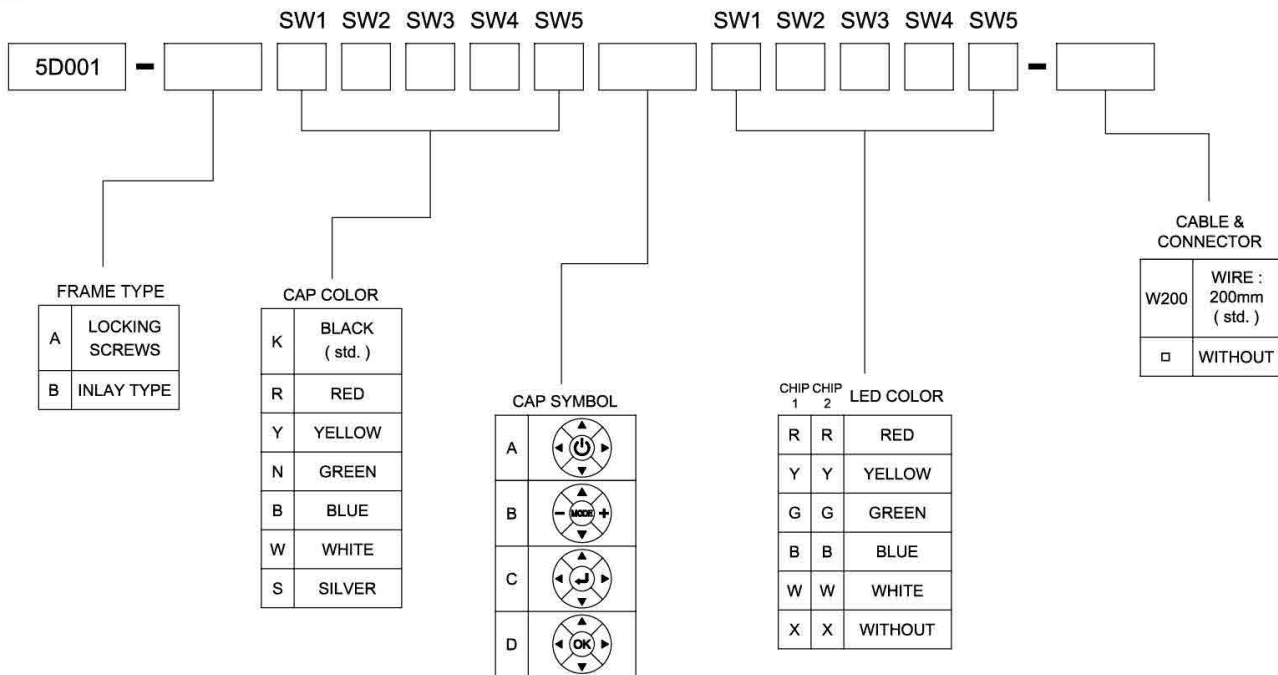 SW1 SW2 SW3 SW4 SW5 SW1 SW2 SW3 SW4 SW5
5D001 - -
FRAME TYPE
A LOCKING
SCREWS
B INLAY TYPE
CAP COLOR
K BLACK
( std. )
R RED
Y YELLOW
N GREEN
B BLUE
W WHITE
S SILVER
CAP SYMBOL
A
B - MODE +
C
D OK
CHIP CHIP LED COLOR
1 2
R R RED
Y Y YELLOW
G G GREEN
B B BLUE
W W WHITE
X X WITHOUT
CABLE &
CONNECTOR
W200 WIRE :
200mm
( std. )
□ WITHOUT